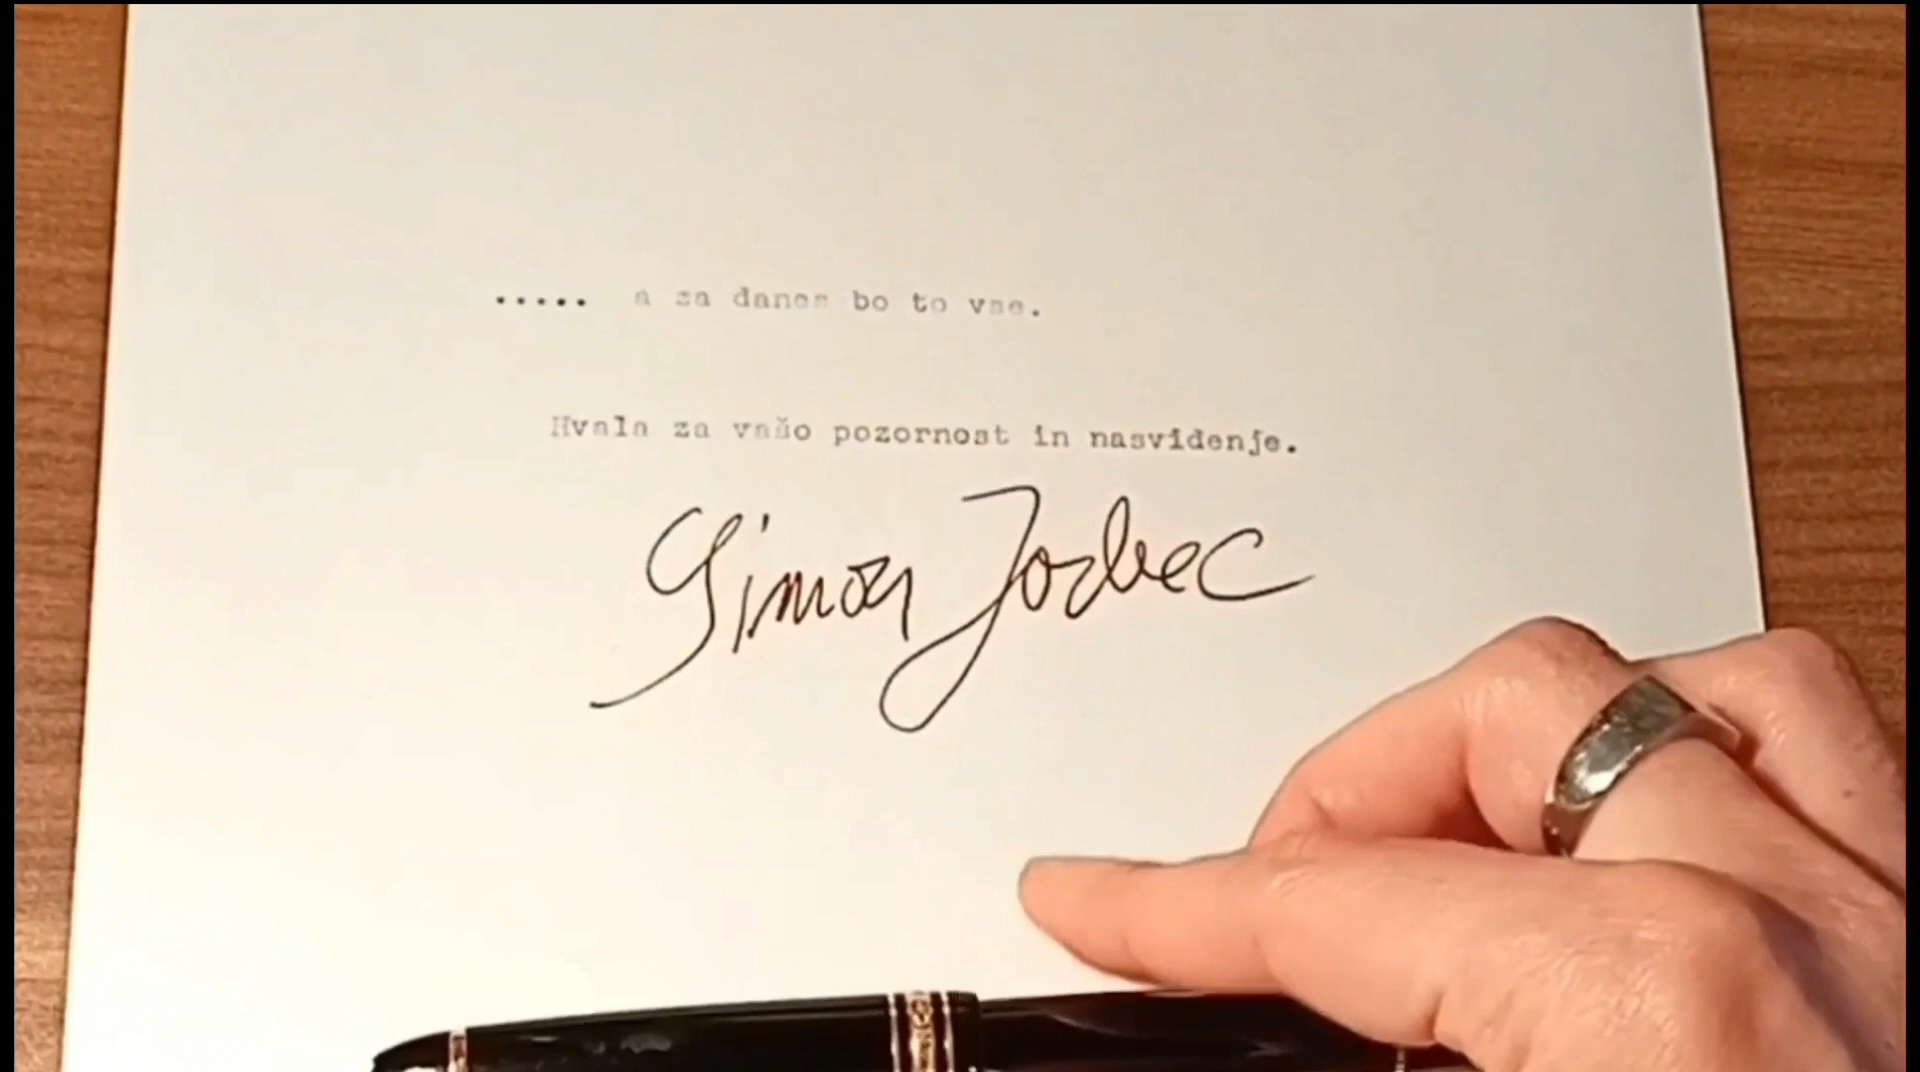 ..... a za danes bo to vse.
Hvala za vašo pozornost in nasvidenje.
Simon